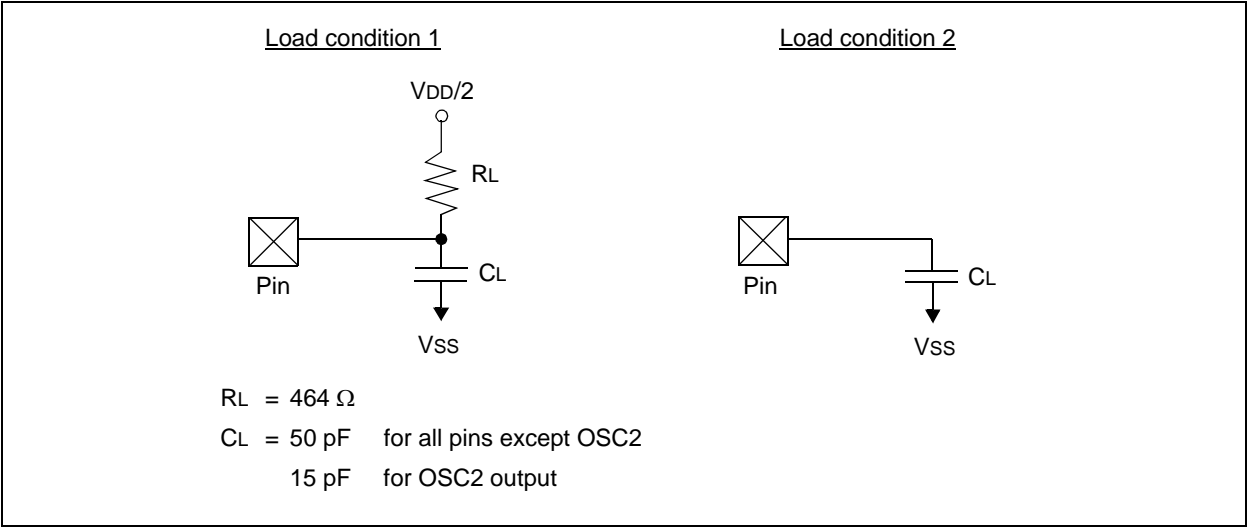 Load condition 1
Load condition 2
VDD/2
RL
Pin
CL
VSS
Pin
CL
VSS
RL = 464 Ω
CL = 50 pF for all pins except OSC2
15 pF for OSC2 output